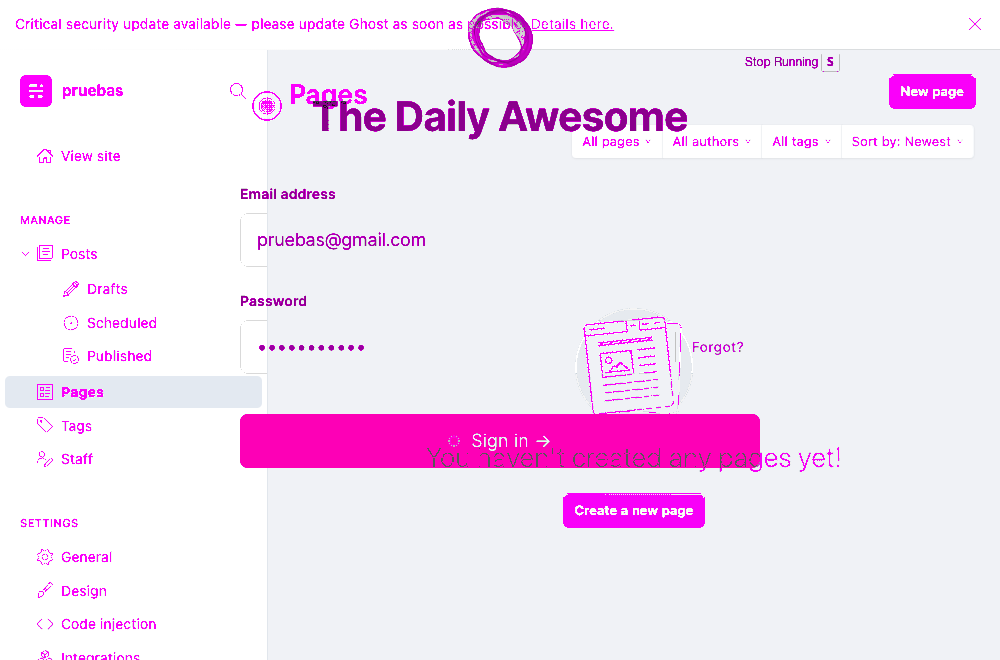 Critical security update available — please update Ghost as soon as possible. Details here.
Stop Running S
pruebas
Pages
New page
The Daily Awesome
All pages
All authors
All tags
Sort by: Newest
View site
Email address
MANAGE
pruebas@gmail.com
Posts
Drafts
Password
Scheduled
Forgot?
Published
Pages
Tags
Sign in →
Staff
You haven't created any pages yet!
Create a new page
SETTINGS
General
Design
Code injection
Integrations